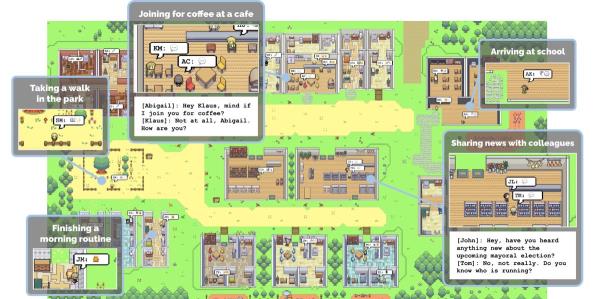 Joining for coffee at a cafe
KM:
AC:
[Abigail]: Hey Klaus, mind if
I join you for coffee?
[Klaus]: Not at all, Abigail.
How are you?
Arriving at school
AK:
Taking a walk
in the park
SM:
Sharing news with colleagues
JL:
TM:
[John]: Hey, have you heard
anything new about the
upcoming mayoral election?
[Tom]: No, not really. Do you
know who is running?
Finishing a
morning routine
JM: